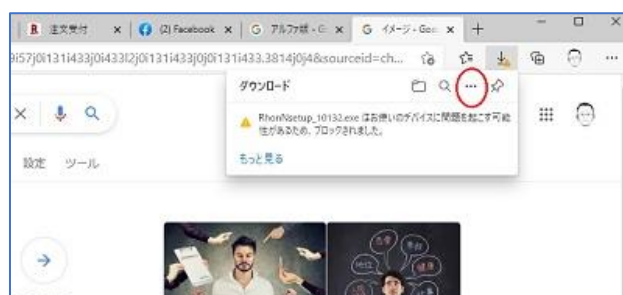 R 注文受付 × (2) Facebook × G アルファ球 - G × G イメージ - Goo × +
9i57j0i131i433j0i433l2j0i131i433j0j0i131i433.3814j0j4&sourceid=ch...
ダウンロード
RhonNsetup_10132.exe はお使いのデバイスに問題を起こす可能
性があるため、ブロックされました。
もっと見る
設定 ツール